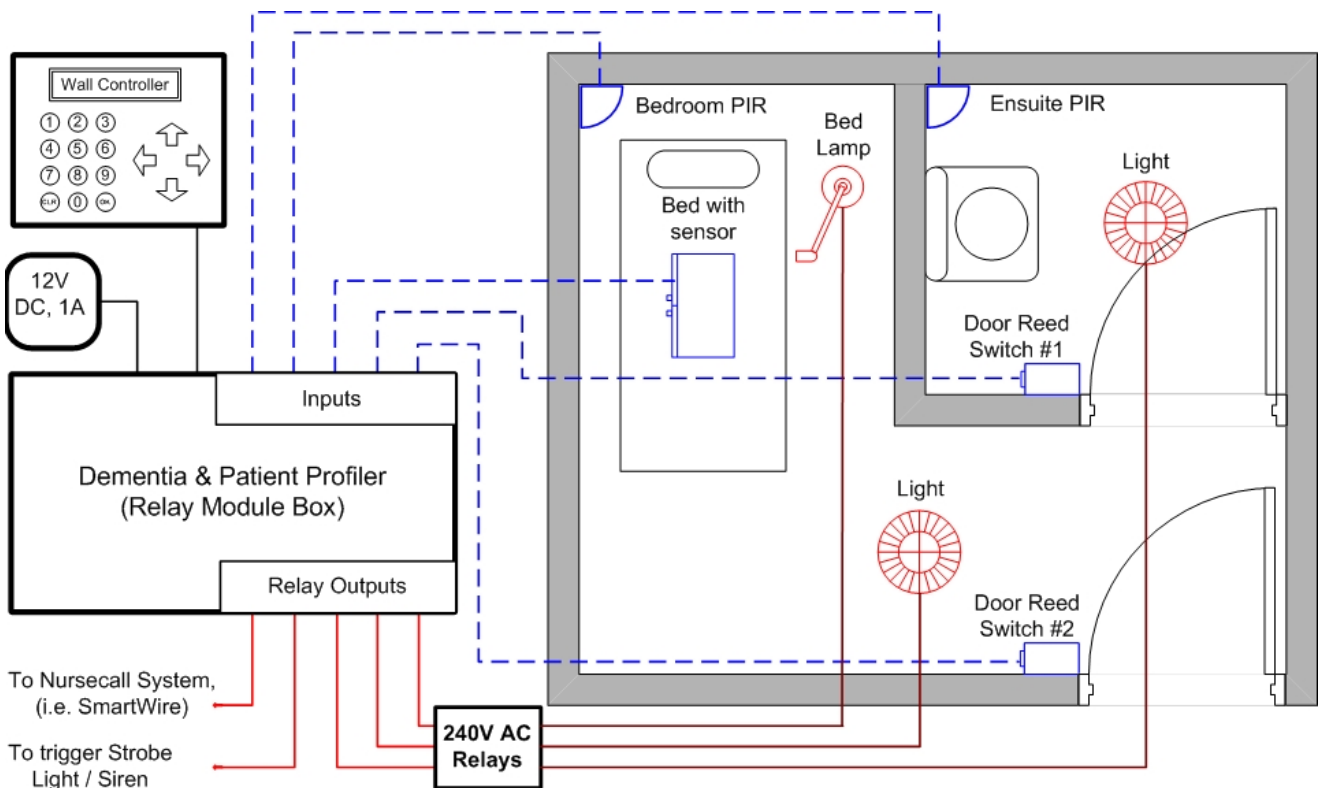 Wall Controller
1 2 3
4 5 6
7 8 9
CLR 0 OK
12V
DC, 1A
Inputs
Dementia & Patient Profiler
(Relay Module Box)
Relay Outputs
To Nursecall System,
(i.e. SmartWire)
To trigger Strobe
Light / Siren
240V AC
Relays
Bedroom PIR
Bed with
sensor
Bed
Lamp
Ensuite PIR
Light
Door Reed
Switch #1
Light
Door Reed
Switch #2